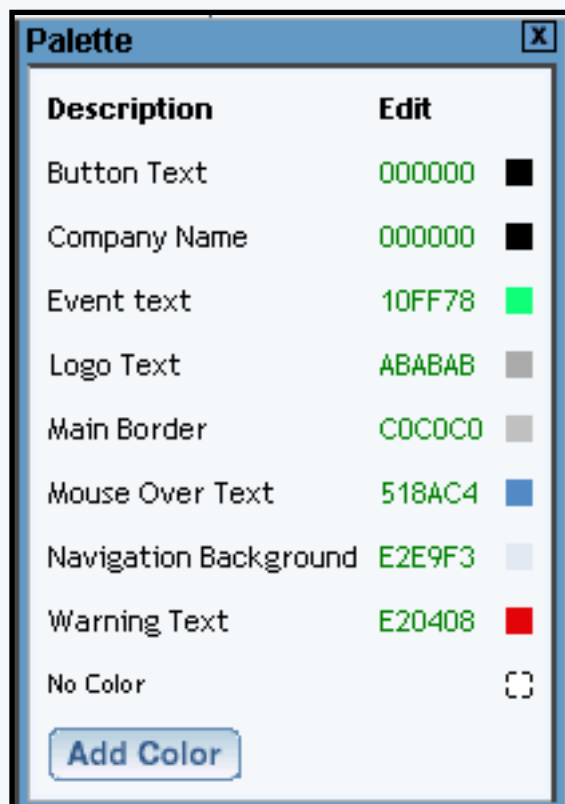 Palette X
Description Edit
Button Text 000000
Company Name 000000
Event text 10FF78
Logo Text ABABAB
Main Border C0C0C0
Mouse Over Text 518AC4
Navigation Background E2E9F3
Warning Text E20408
No Color
Add Color